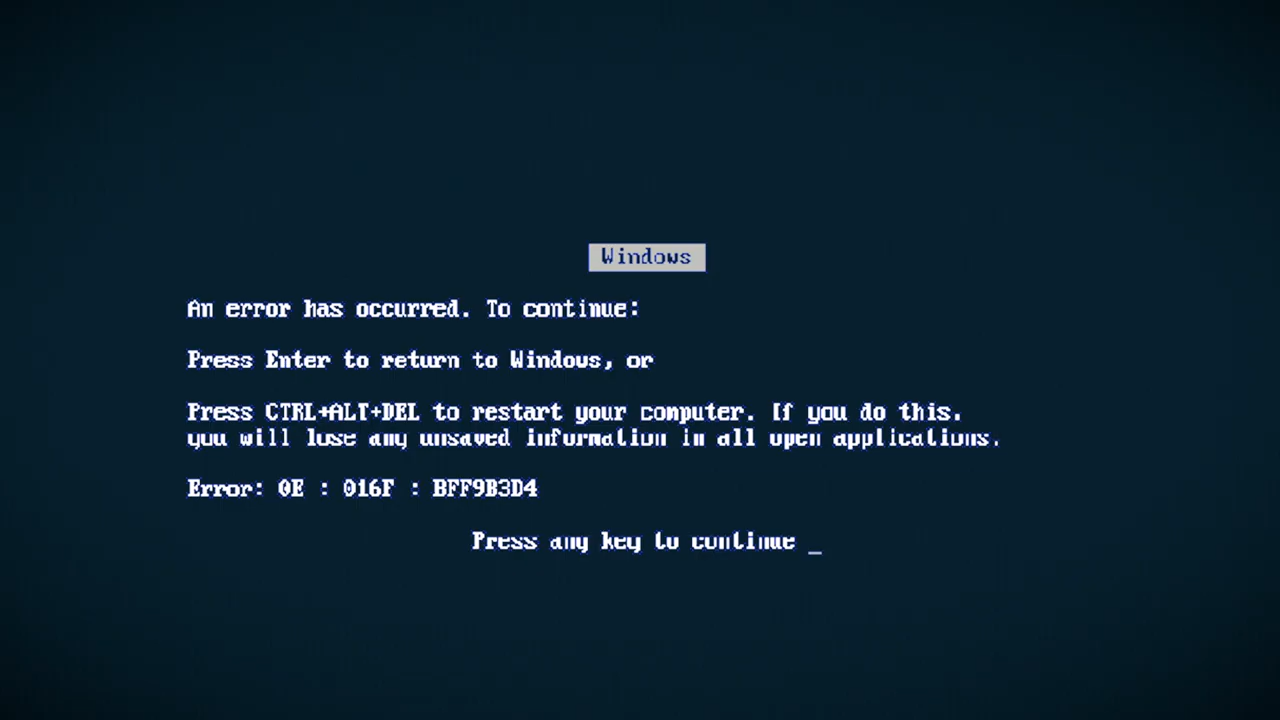 Windows
An error has occurred. To continue:
Press Enter to return to Windows, or
Press CTRL+ALT+DEL to restart your computer. If you do this,
you will lose any unsaved information in all open applications.
Error: 0E : 016F : BFF9B3D4
Press any key to continue _